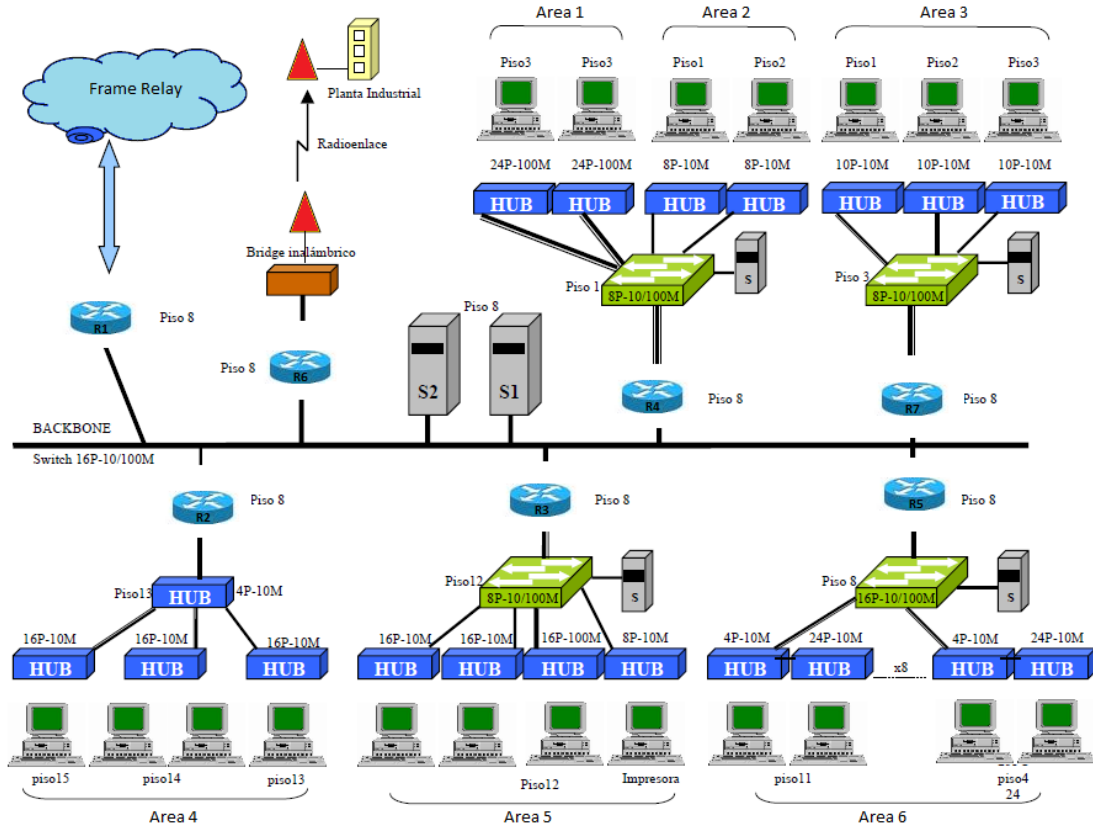 Area 1
Area 2
Area 3
Frame Relay
Planta Industrial
Radioenlace
Bridge inalámbrico
Piso3
Piso3
Piso1
Piso2
Piso1
Piso2
Piso3
24P-100M
24P-100M
8P-10M
8P-10M
10P-10M
10P-10M
10P-10M
HUB
HUB
HUB
HUB
HUB
HUB
HUB
Piso 1
8P-10/100M
S
Piso 3
8P-10/100M
S
R1
Piso 8
Piso 8
R6
Piso 8
S2
S1
R4
Piso 8
R7
Piso 8
BACKBONE
Switch 16P-10/100M
R2
Piso 8
R3
Piso 8
R5
Piso 8
Piso13
HUB
4P-10M
Piso12
8P-10/100M
S
Piso 8
16P-10/100M
S
16P-10M
16P-10M
16P-10M
16P-10M
16P-10M
16P-100M
8P-10M
4P-10M
24P-10M
4P-10M
24P-10M
HUB
HUB
HUB
HUB
HUB
HUB
HUB
HUB
HUB
x8
HUB
HUB
piso15
piso14
piso13
Piso12
Impresora
piso11
piso4
24
Area 4
Area 5
Area 6